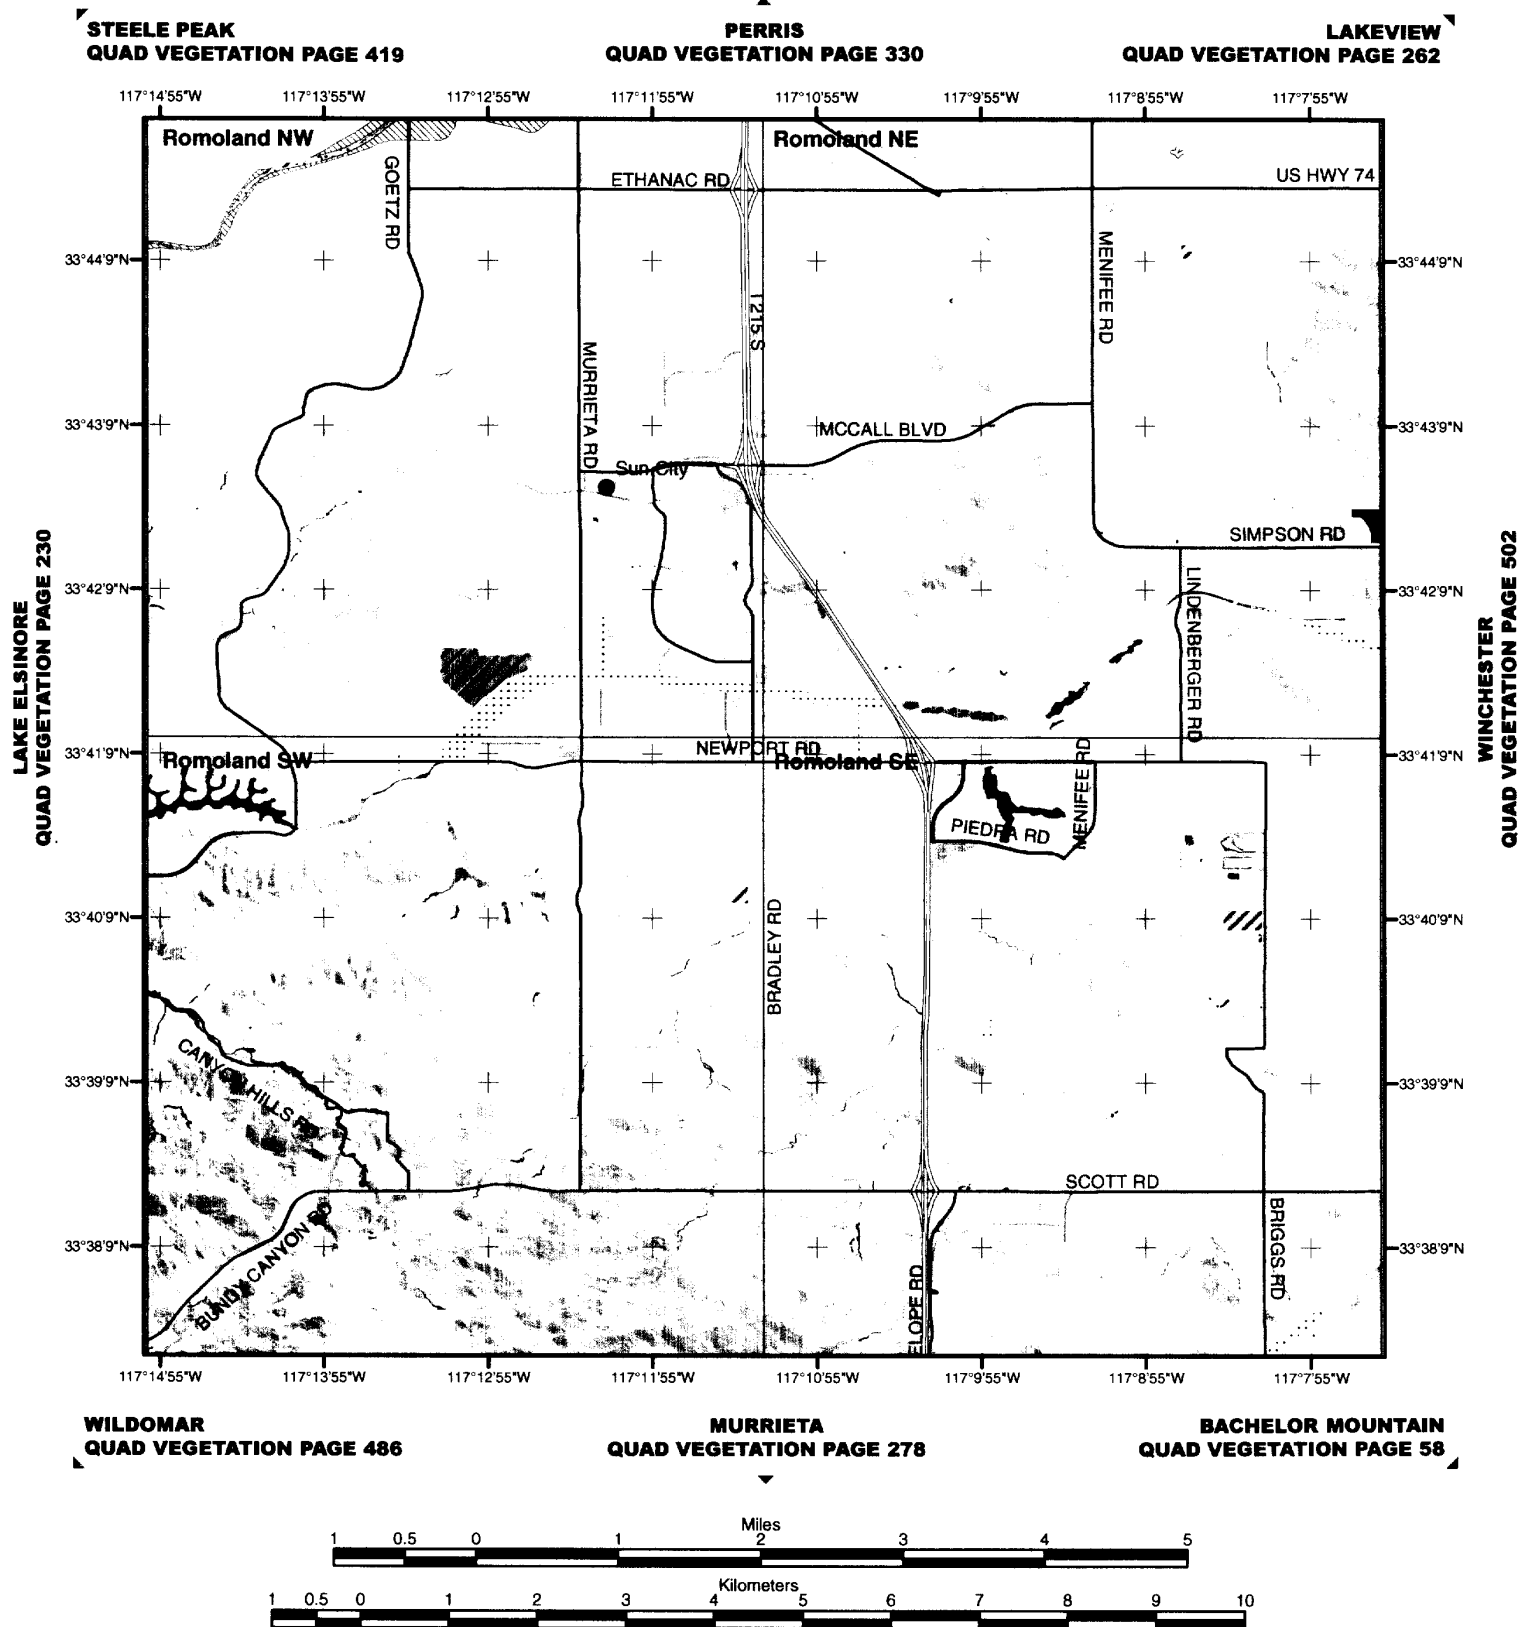 STEELE PEAK
QUAD VEGETATION PAGE 419
PERRIS
QUAD VEGETATION PAGE 330
LAKEVIEW
QUAD VEGETATION PAGE 262
117°14'55"W 117°13'55"W 117°12'55"W 117°11'55"W 117°10'55"W 117°9'55"W 117°8'55"W 117°7'55"W
Romoland NW
Romoland NE
GOETZ RD
ETHANAC RD
US HWY 74
33°44'9"N
33°44'9"N
MENIFEE RD
I 215 S
MURRIETA RD
33°43'9"N
33°43'9"N
MCCALL BLVD
Sun City
SIMPSON RD
LAKE ELSINORE
QUAD VEGETATION PAGE 230
WINCHESTER
QUAD VEGETATION PAGE 502
33°42'9"N
33°42'9"N
LINDENBERGER RD
33°41'9"N
33°41'9"N
NEWPORT RD
Romoland SW
Romoland SE
MENIFEE RD
PIEDRA RD
33°40'9"N
33°40'9"N
BRADLEY RD
CANYON HILLS RD
33°39'9"N
33°39'9"N
SCOTT RD
BUNDY CANYON RD
BRIGGS RD
33°38'9"N
33°38'9"N
ELOPE RD
117°14'55"W 117°13'55"W 117°12'55"W 117°11'55"W 117°10'55"W 117°9'55"W 117°8'55"W 117°7'55"W
WILDOMAR
QUAD VEGETATION PAGE 486
MURRIETA
QUAD VEGETATION PAGE 278
BACHELOR MOUNTAIN
QUAD VEGETATION PAGE 58
Miles
1 0.5 0 1 2 3 4 5
Kilometers
1 0.5 0 1 2 3 4 5 6 7 8 9 10